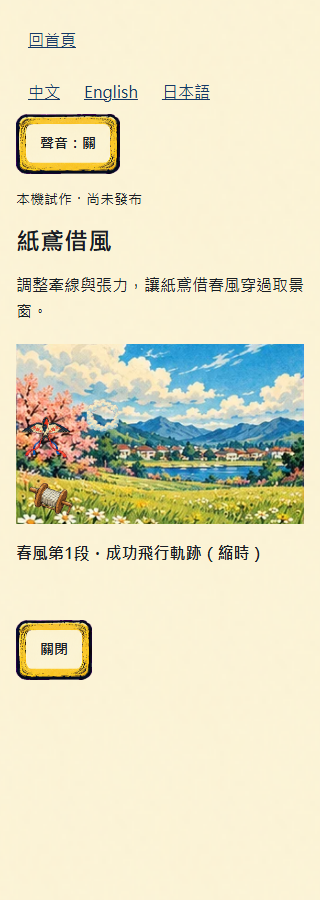 回首頁
中文 English 日本語
聲音：關
本機試作・尚未發布
紙鳶借風
調整牽線與張力，讓紙鳶借春風穿過取景
窗。
春風第1段・成功飛行軌跡（縮時）
關閉